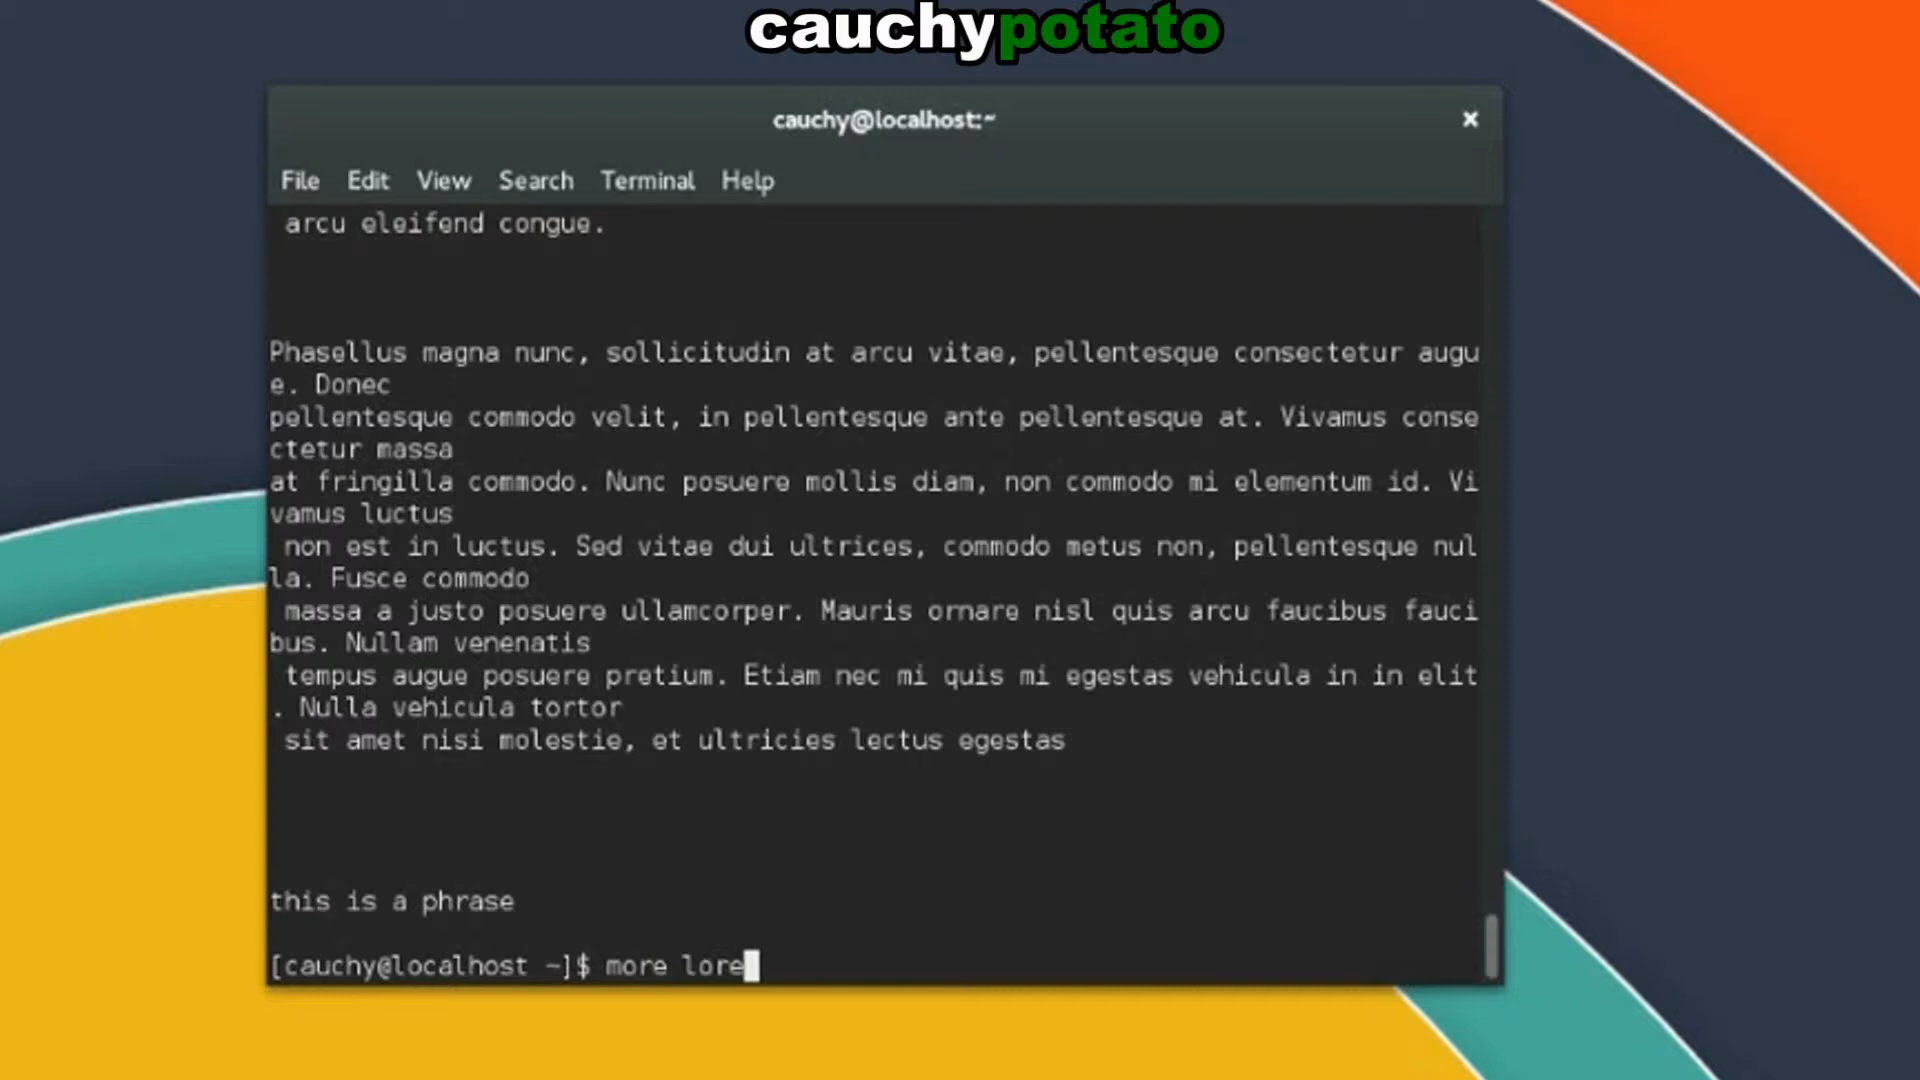 cauchypotato
cauchy@localhost:~
File Edit View Search Terminal Help
arcu eleifend congue.
Phasellus magna nunc, sollicitudin at arcu vitae, pellentesque consectetur augu
e. Donec
pellentesque commodo velit, in pellentesque ante pellentesque at. Vivamus conse
ctetur massa
at fringilla commodo. Nunc posuere mollis diam, non commodo mi elementum id. Vi
vamus luctus
non est in luctus. Sed vitae dui ultrices, commodo metus non, pellentesque nul
la. Fusce commodo
massa a justo posuere ullamcorper. Mauris ornare nisl quis arcu faucibus fauci
bus. Nullam venenatis
tempus augue posuere pretium. Etiam nec mi quis mi egestas vehicula in in elit
. Nulla vehicula tortor
sit amet nisi molestie, et ultricies lectus egestas
this is a phrase
[cauchy@localhost ~]$ more lore